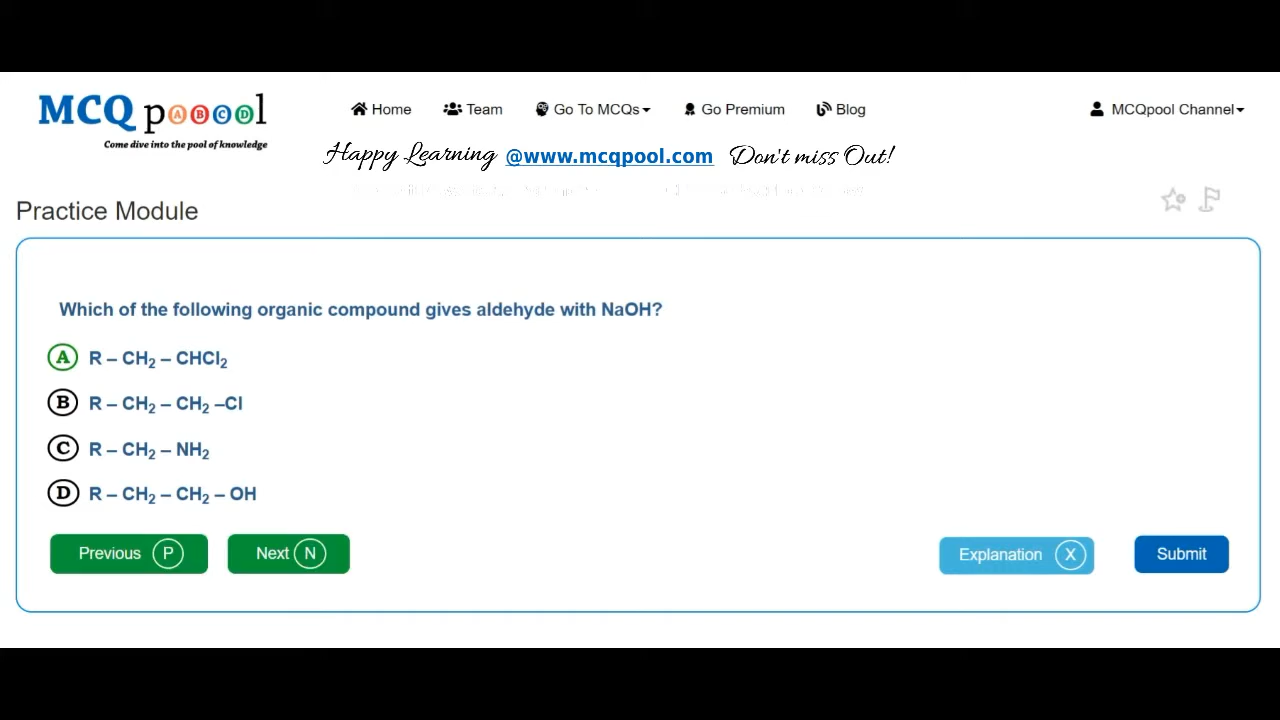 MCQ pABCDl
Come dive into the pool of knowledge
Home Team Go To MCQs Go Premium Blog MCQpool Channel
Happy Learning @www.mcqpool.com Don't miss Out!
Practice Module
Which of the following organic compound gives aldehyde with NaOH?
A R – CH₂ – CHCl₂
B R – CH₂ – CH₂ –Cl
C R – CH₂ – NH₂
D R – CH₂ – CH₂ – OH
Previous P Next N Explanation X Submit